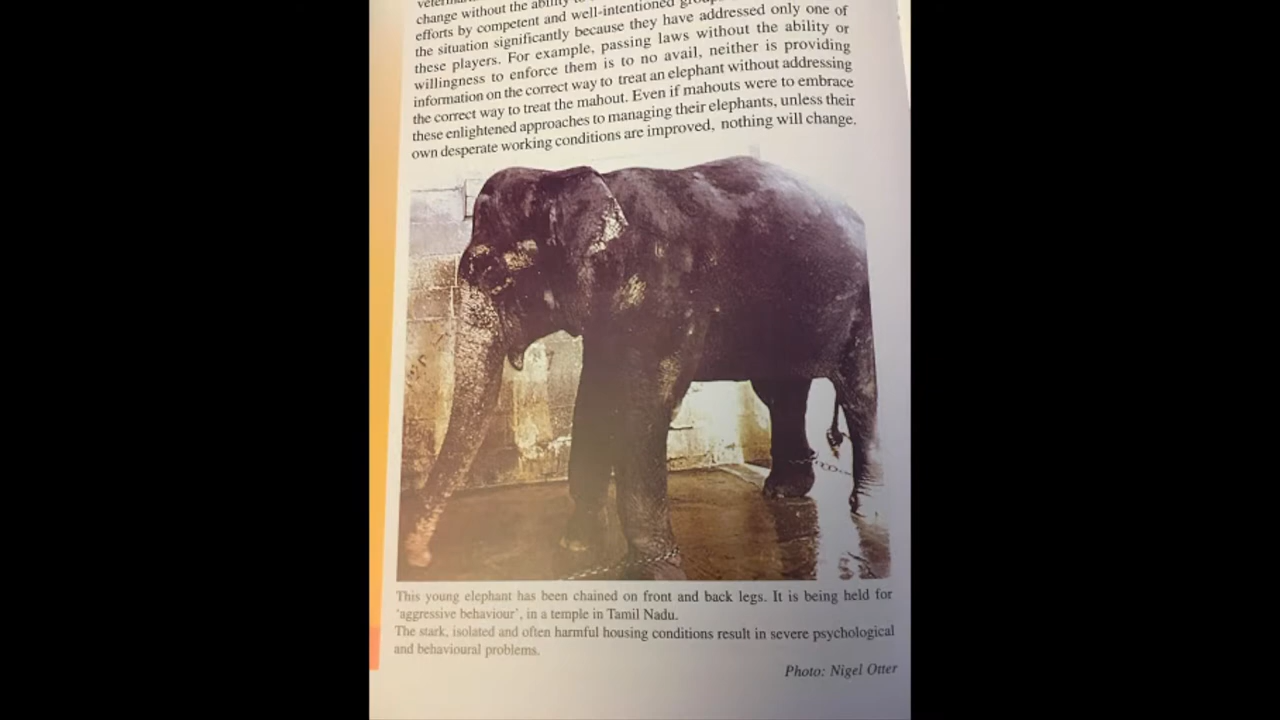 change without the ability
efforts by competent and well-intentioned
the situation significantly because they have addressed only one of
these players. For example, passing laws without the ability or
willingness to enforce them is to no avail, neither is providing
information on the correct way to treat an elephant without addressing
the correct way to treat the mahout. Even if mahouts were to embrace
these enlightened approaches to managing their elephants, unless their
own desperate working conditions are improved, nothing will change.
This young elephant has been chained on front and back legs. It is being held for
‘aggressive behaviour’, in a temple in Tamil Nadu.
The stark, isolated and often harmful housing conditions result in severe psychological
and behavioural problems.
Photo: Nigel Otter